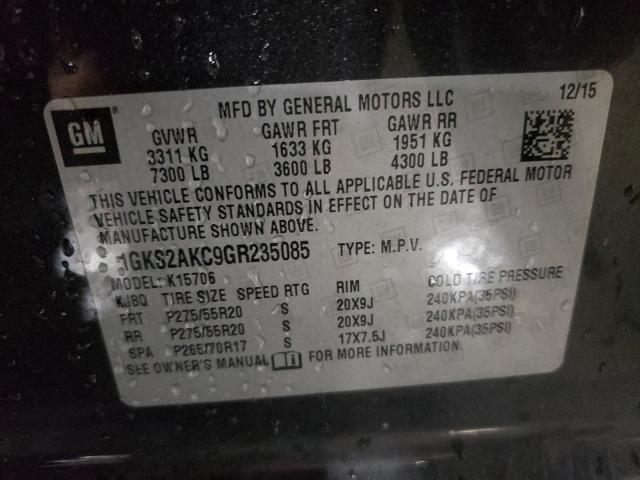 GM
®
MFD BY GENERAL MOTORS LLC 12/15
GVWR GAWR FRT GAWR RR
3311 KG 1633 KG 1951 KG
7300 LB 3600 LB 4300 LB
THIS VEHICLE CONFORMS TO ALL APPLICABLE U.S. FEDERAL MOTOR
VEHICLE SAFETY STANDARDS IN EFFECT ON THE DATE OF
MANUFACTURE SHOWN ABOVE.
1GKS2AKC9GR235085 TYPE: M.P.V.
MODEL: K15706
KJBQ TIRE SIZE SPEED RTG RIM COLD TIRE PRESSURE
FRT P275/55R20 S 20X9J 240KPA(35PSI)
RR P275/55R20 S 20X9J 240KPA(35PSI)
SPA P265/70R17 S 17X7.5J 240KPA(35PSI)
SEE OWNER'S MANUAL FOR MORE INFORMATION.